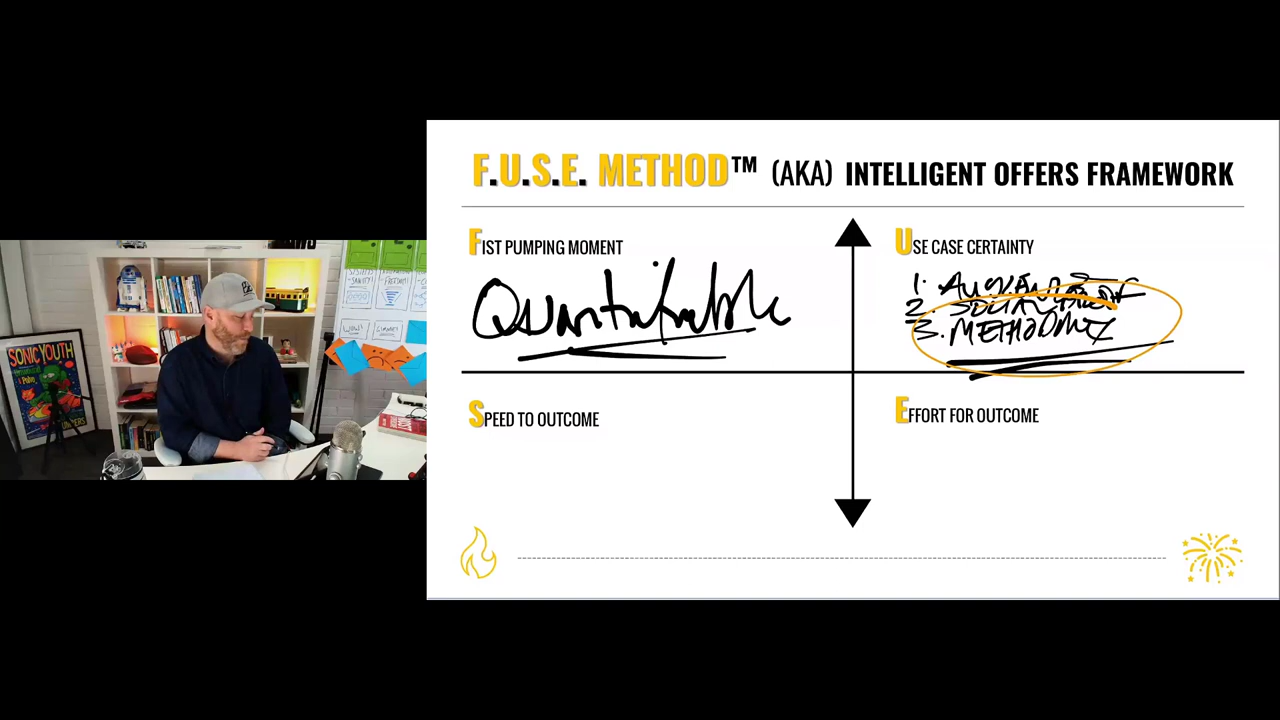 F.U.S.E. METHOD™ (AKA) INTELLIGENT OFFERS FRAMEWORK
FIST PUMPING MOMENT
Quantifiable
USE CASE CERTAINTY
1.
2. SOCIAL
3. METHODOLOGY
SPEED TO OUTCOME
EFFORT FOR OUTCOME
SONIC YOUTH